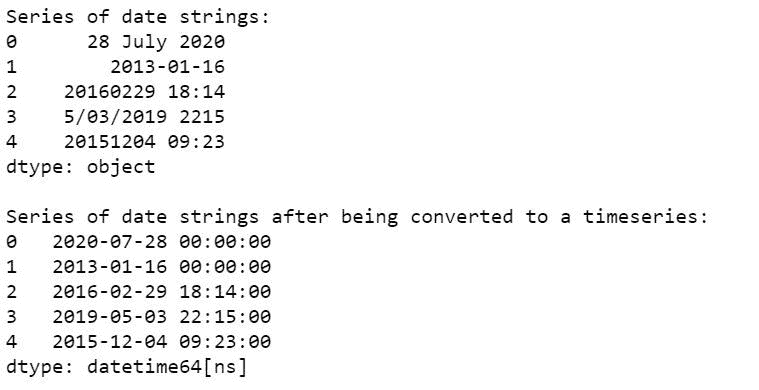 Series of date strings:
0      28 July 2020
1        2013-01-16
2    20160229 18:14
3    5/03/2019 2215
4    20151204 09:23
dtype: object

Series of date strings after being converted to a timeseries:
0   2020-07-28 00:00:00
1   2013-01-16 00:00:00
2   2016-02-29 18:14:00
3   2019-05-03 22:15:00
4   2015-12-04 09:23:00
dtype: datetime64[ns]